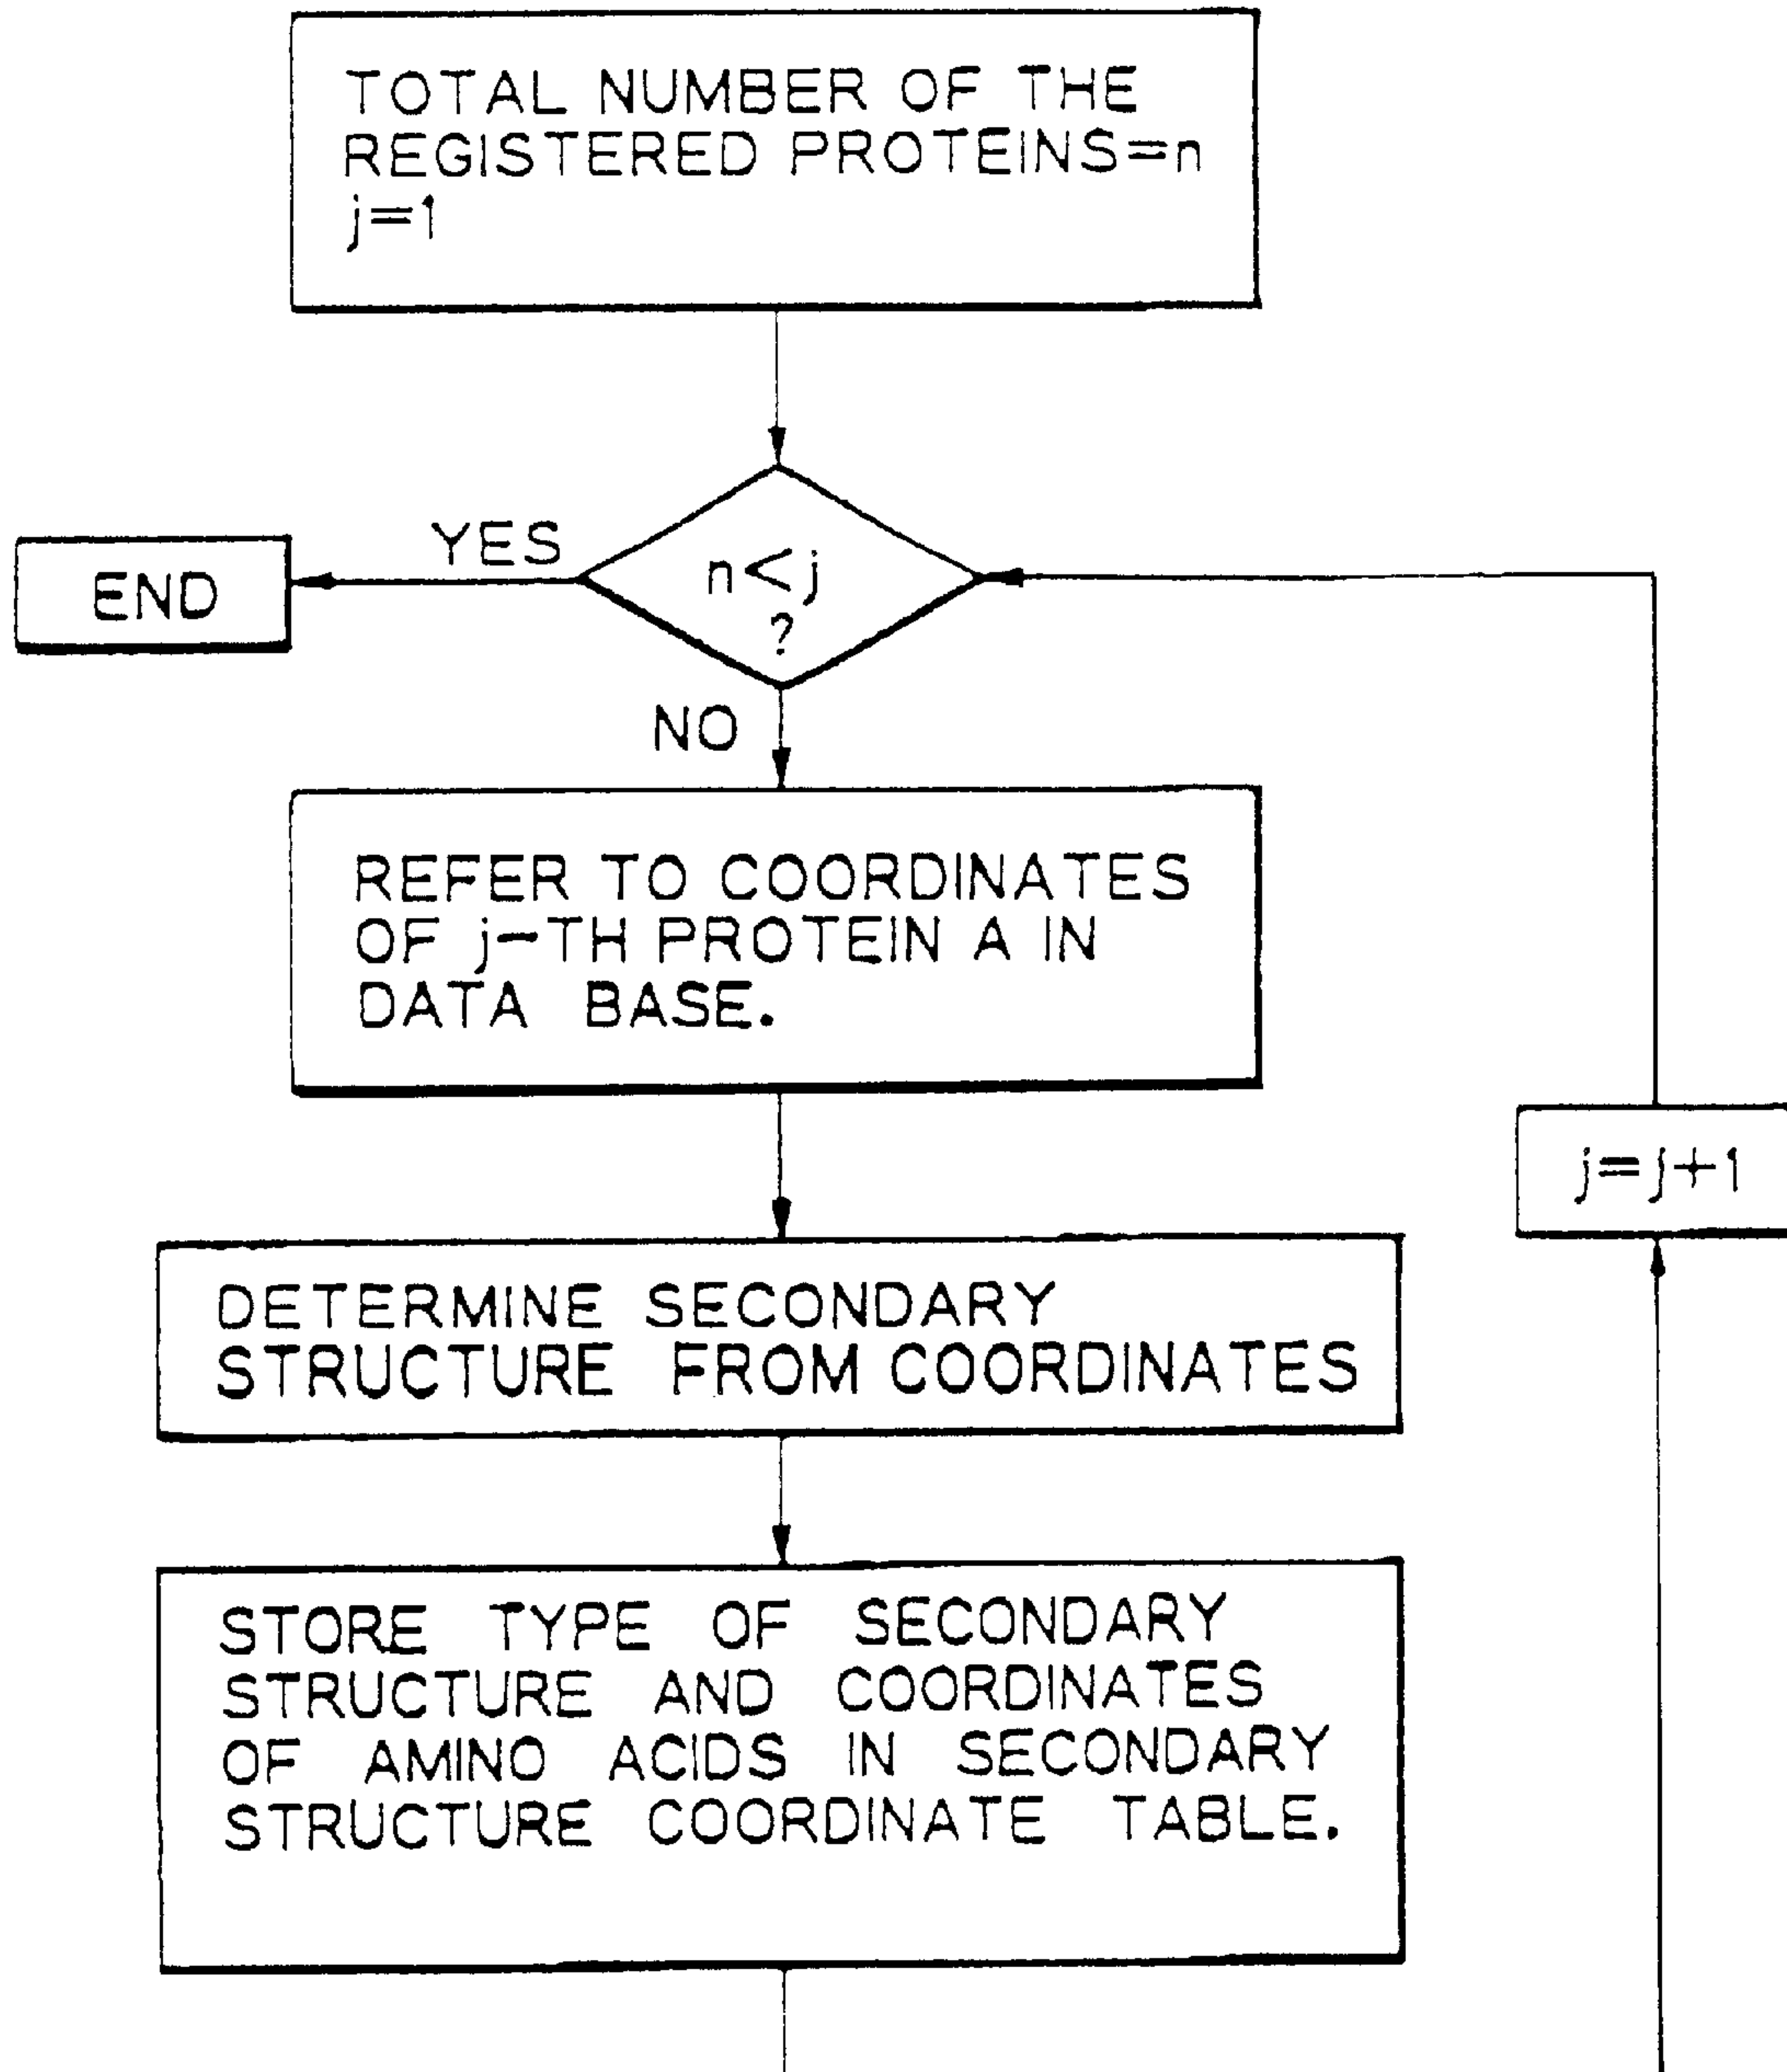 TOTAL NUMBER OF THE
REGISTERED PROTEINS=n
j=1
YES
n<j
?
END
NO
REFER TO COORDINATES
OF j-TH PROTEIN A IN
DATA BASE.
j=j+1
DETERMINE SECONDARY
STRUCTURE FROM COORDINATES
STORE TYPE OF SECONDARY
STRUCTURE AND COORDINATES
OF AMINO ACIDS IN SECONDARY
STRUCTURE COORDINATE TABLE.